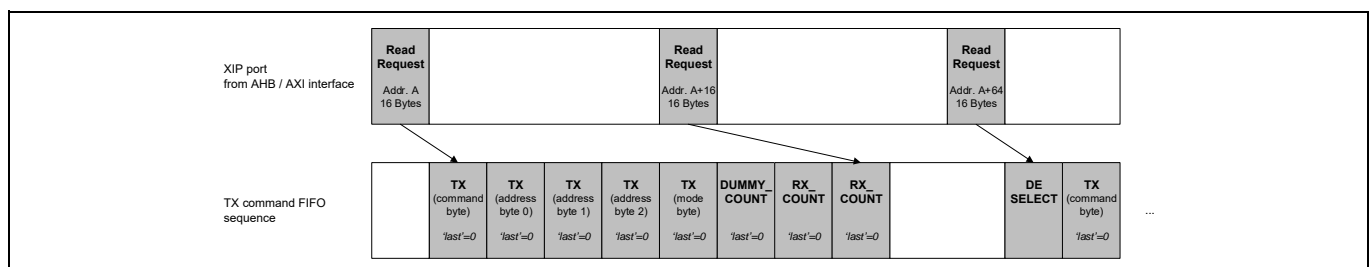 XIP port
from AHB / AXI interface
Read
Request
Addr. A
16 Bytes
Read
Request
Addr. A+16
16 Bytes
Read
Request
Addr. A+64
16 Bytes
TX command FIFO
sequence
TX
(command
byte)
'last'=0
TX
(address
byte 0)
'last'=0
TX
(address
byte 1)
'last'=0
TX
(address
byte 2)
'last'=0
TX
(mode
byte)
'last'=0
DUMMY_
COUNT
'last'=0
RX_
COUNT
'last'=0
RX_
COUNT
'last'=0
DE
SELECT
TX
(command
byte)
'last'=0
...